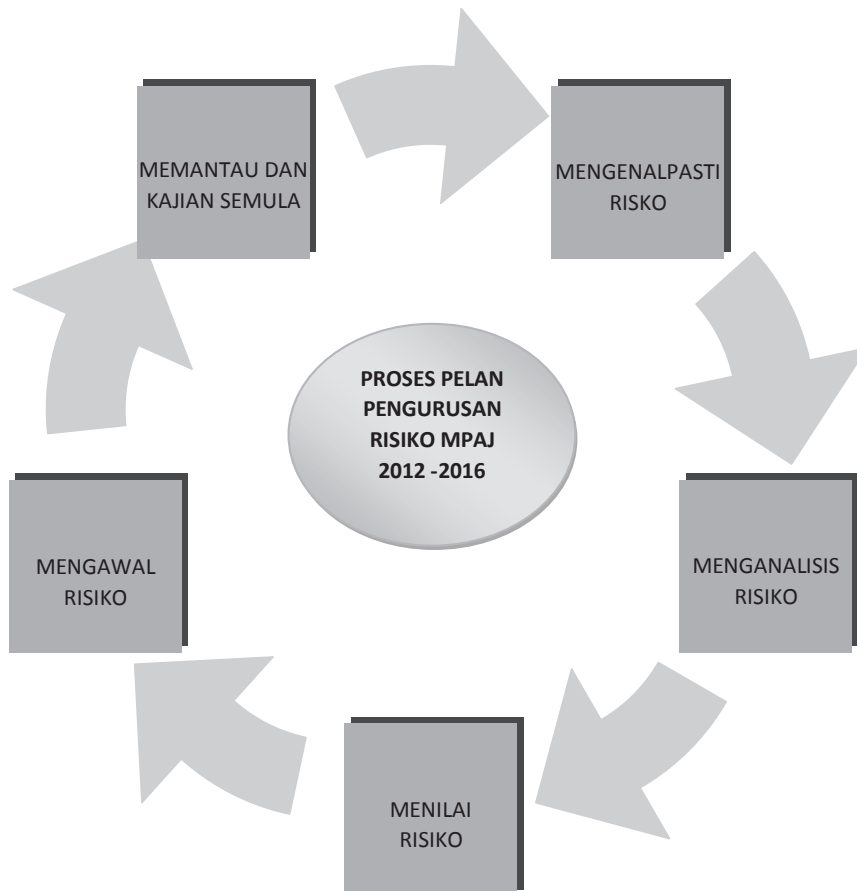 MEMANTAU DAN
KAJIAN SEMULA
MENGENALPASTI
RISKO
PROSES PELAN
PENGURUSAN
RISIKO MPAJ
2012 -2016
MENGAWAL
RISIKO
MENGANALISIS
RISIKO
MENILAI
RISIKO